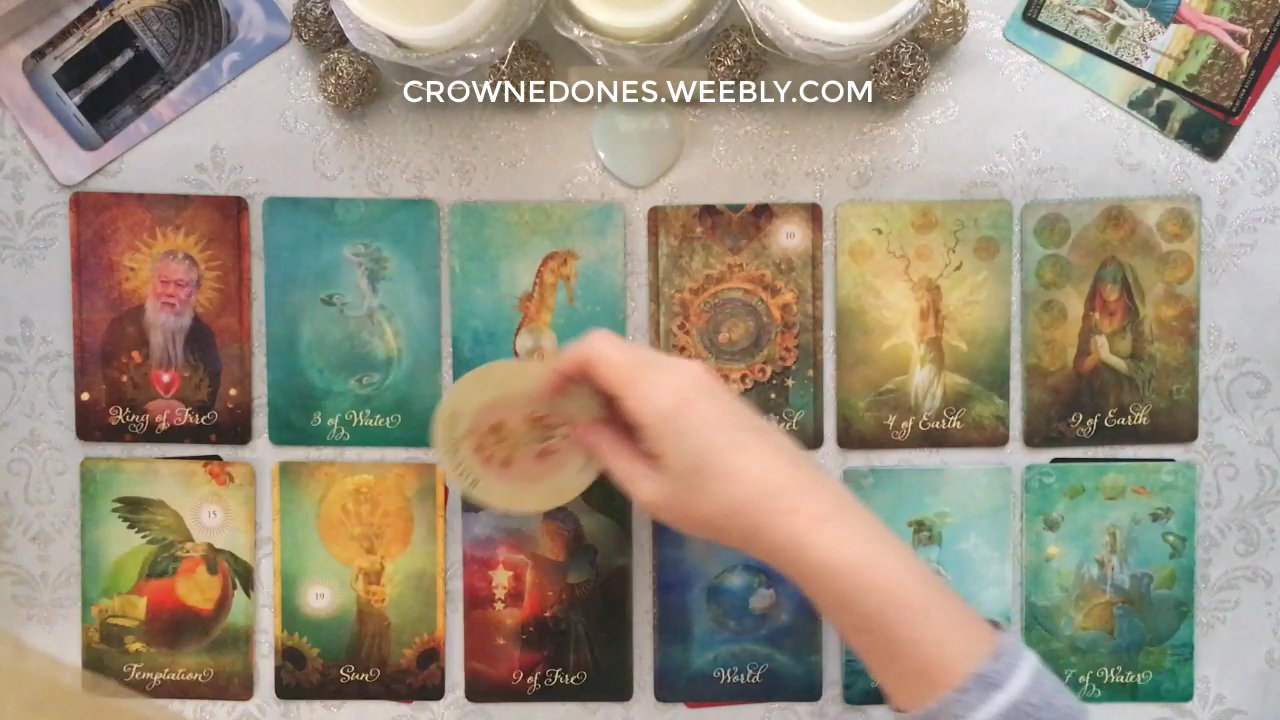 CROWNEDONES.WEEBLY.COM
10
King of Fire
3 of Water
4 of Earth
9 of Earth
15
19
Temptation
Sun
9 of Fire
World
7 of Water